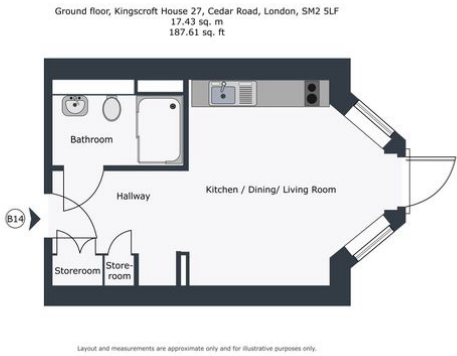 Ground floor, Kingscroft House 27, Cedar Road, London, SM2 5LF
17.43 sq. m
187.61 sq. ft
Bathroom
Hallway
Kitchen / Dining/ Living Room
B14
Storeroom
Store-
room
Layout and measurements are approximate only and for illustrative purposes only.